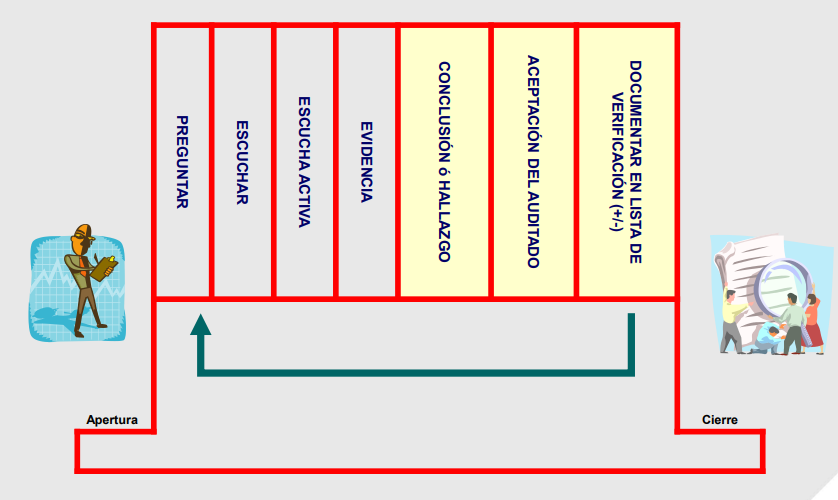 PREGUNTAR
ESCUCHAR
ESCUCHA ACTIVA
EVIDENCIA
CONCLUSIÓN ó HALLAZGO
ACEPTACIÓN DEL AUDITADO
DOCUMENTAR EN LISTA DE
VERIFICACIÓN (+/-)
Apertura
Cierre